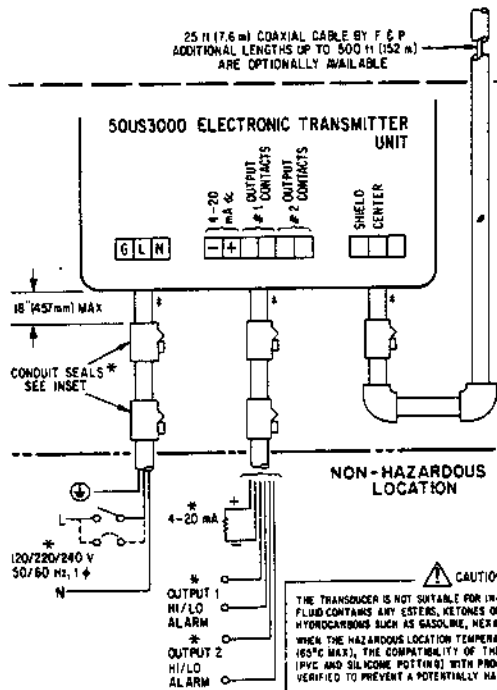 25 ft (7.6 m) COAXIAL CABLE BY F & P
ADDITIONAL LENGTHS UP TO 500 ft (152 m)
ARE OPTIONALLY AVAILABLE
50US3000 ELECTRONIC TRANSMITTER
UNIT
4-20
mA dc
OUTPUT
#1 CONTACTS
OUTPUT
#2 CONTACTS
SHIELD
CENTER
G L N
- +
18"(457mm) MAX
* * *
CONDUIT SEALS *
SEE INSET
NON-HAZARDOUS
LOCATION
L
*
120/220/240 V
50/60 Hz, 1 ϕ
N
*
4-20 mA
+
-
*
OUTPUT 1
HI/LO
ALARM
*
OUTPUT 2
HI/LO
ALARM
CAUTIO
THE TRANSDUCER IS NOT SUITABLE FOR
FLUID CONTAINS ANY ESTERS, KETONES
HYDROCARBONS SUCH AS GASOLINE,
WHEN THE HAZARDOUS LOCATION
(65°C MAX), THE COMPATIBILITY OF
(PVC AND SILICONE POTTING) WITH
VERIFIED TO PREVENT A POTENTIALLY